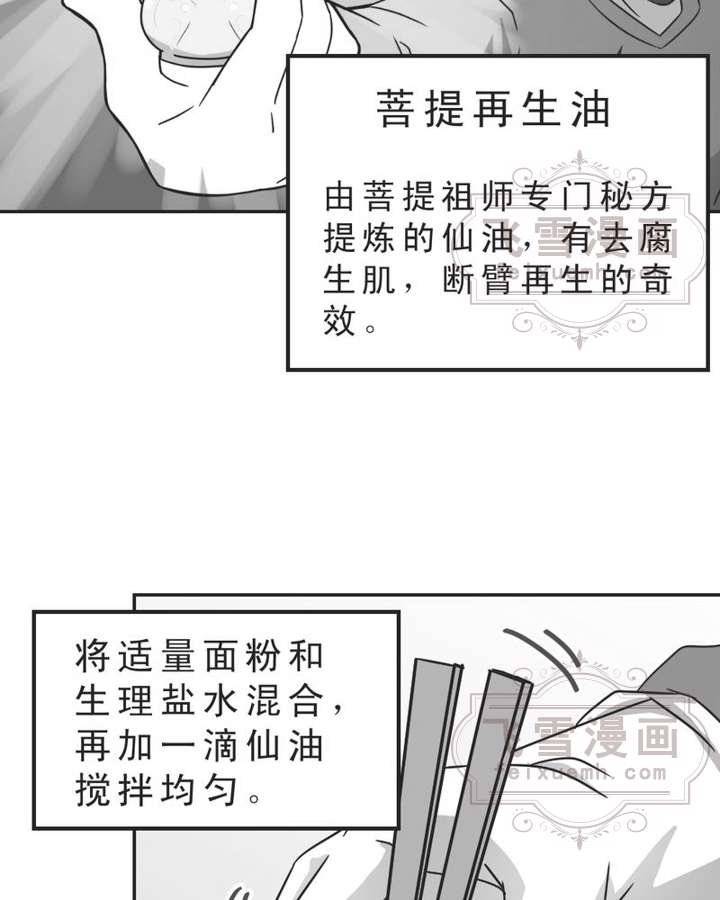 菩提再生油
由菩提祖师专门秘方
提炼的仙油，有去腐
生肌，断臂再生的奇
效。
飞雪漫画
feixuemh.com
将适量面粉和
生理盐水混合，
再加一滴仙油
搅拌均匀。
飞雪漫画
feixuemh.com